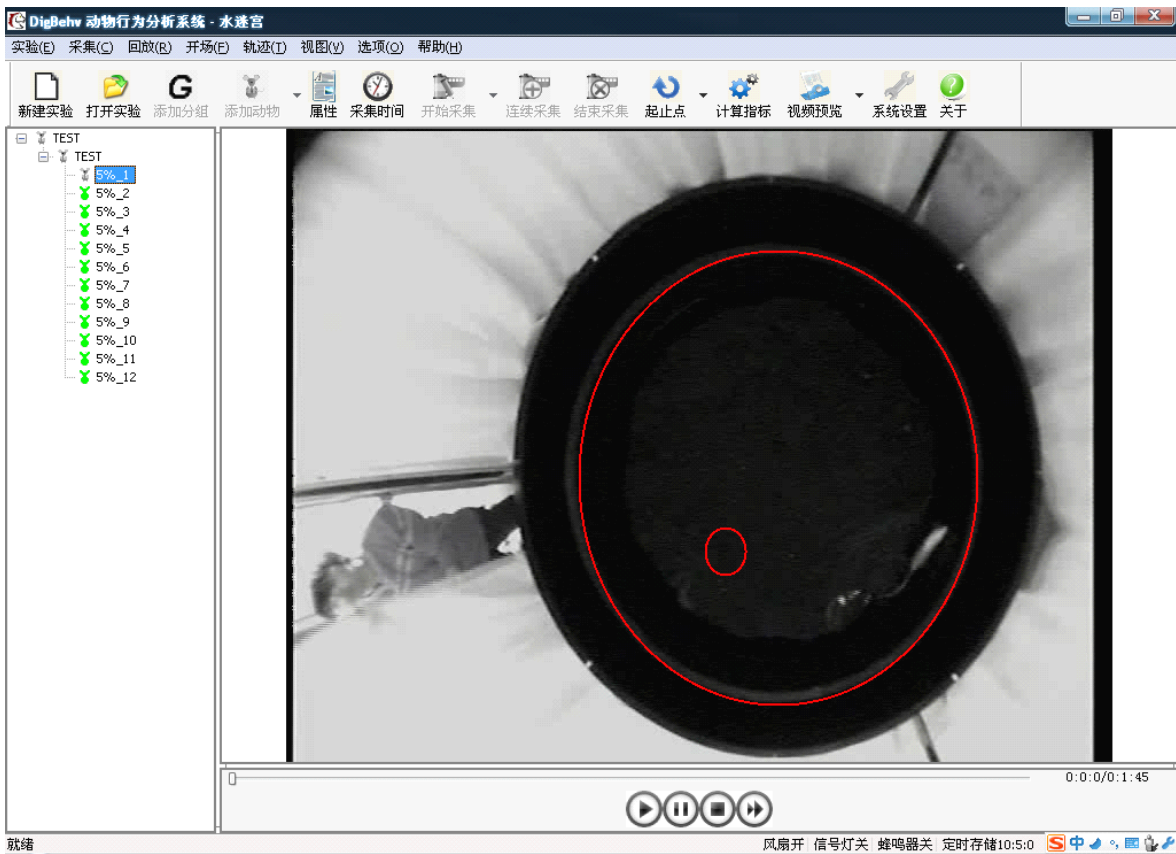 DigBehv 动物行为分析系统 - 水迷宫
实验(E) 采集(C) 回放(R) 开场(F) 轨迹(T) 视图(V) 选项(O) 帮助(H)
G
新建实验 打开实验 添加分组 添加动物 属性 采集时间 开始采集 连续采集 结束采集 起止点 计算指标 视频预览 系统设置 关于
TEST
TEST
5%_1
5%_2
5%_3
5%_4
5%_5
5%_6
5%_7
5%_8
5%_9
5%_10
5%_11
5%_12
0:0:0/0:1:45
就绪 风扇开 信号灯关 蜂鸣器关 定时存储10:5:0 S 中